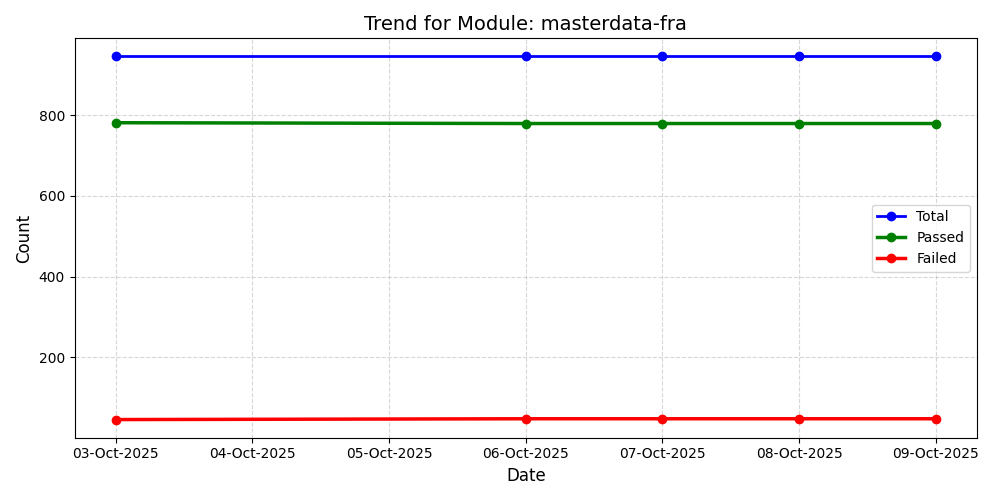 Trend for Module: masterdata-fra
Count
800
600
400
200
Total
Passed
Failed
03-Oct-2025 04-Oct-2025 05-Oct-2025 06-Oct-2025 07-Oct-2025 08-Oct-2025 09-Oct-2025
Date